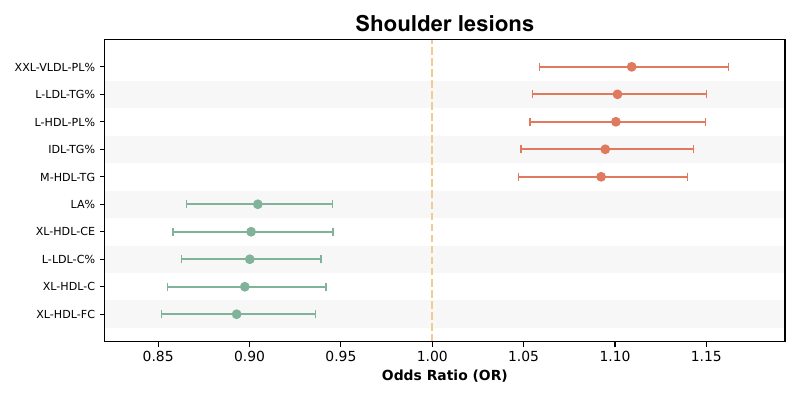 Shoulder lesions
XXL-VLDL-PL%
L-LDL-TG%
L-HDL-PL%
IDL-TG%
M-HDL-TG
LA%
XL-HDL-CE
L-LDL-C%
XL-HDL-C
XL-HDL-FC
0.85 0.90 0.95 1.00 1.05 1.10 1.15
Odds Ratio (OR)